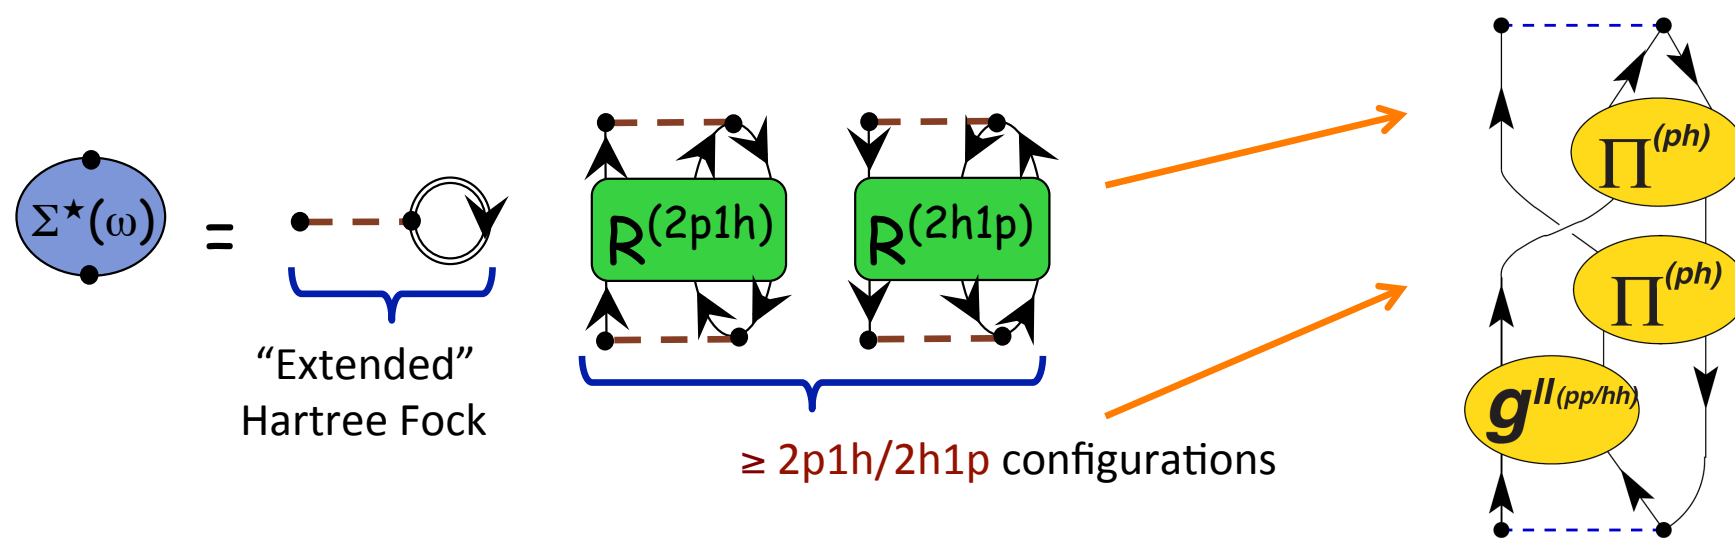 Σ★(ω)
=
R(2p1h)
R(2h1p)
“Extended”
Hartree Fock
≥ 2p1h/2h1p configurations
Π(ph)
Π(ph)
gII(pp/hh)